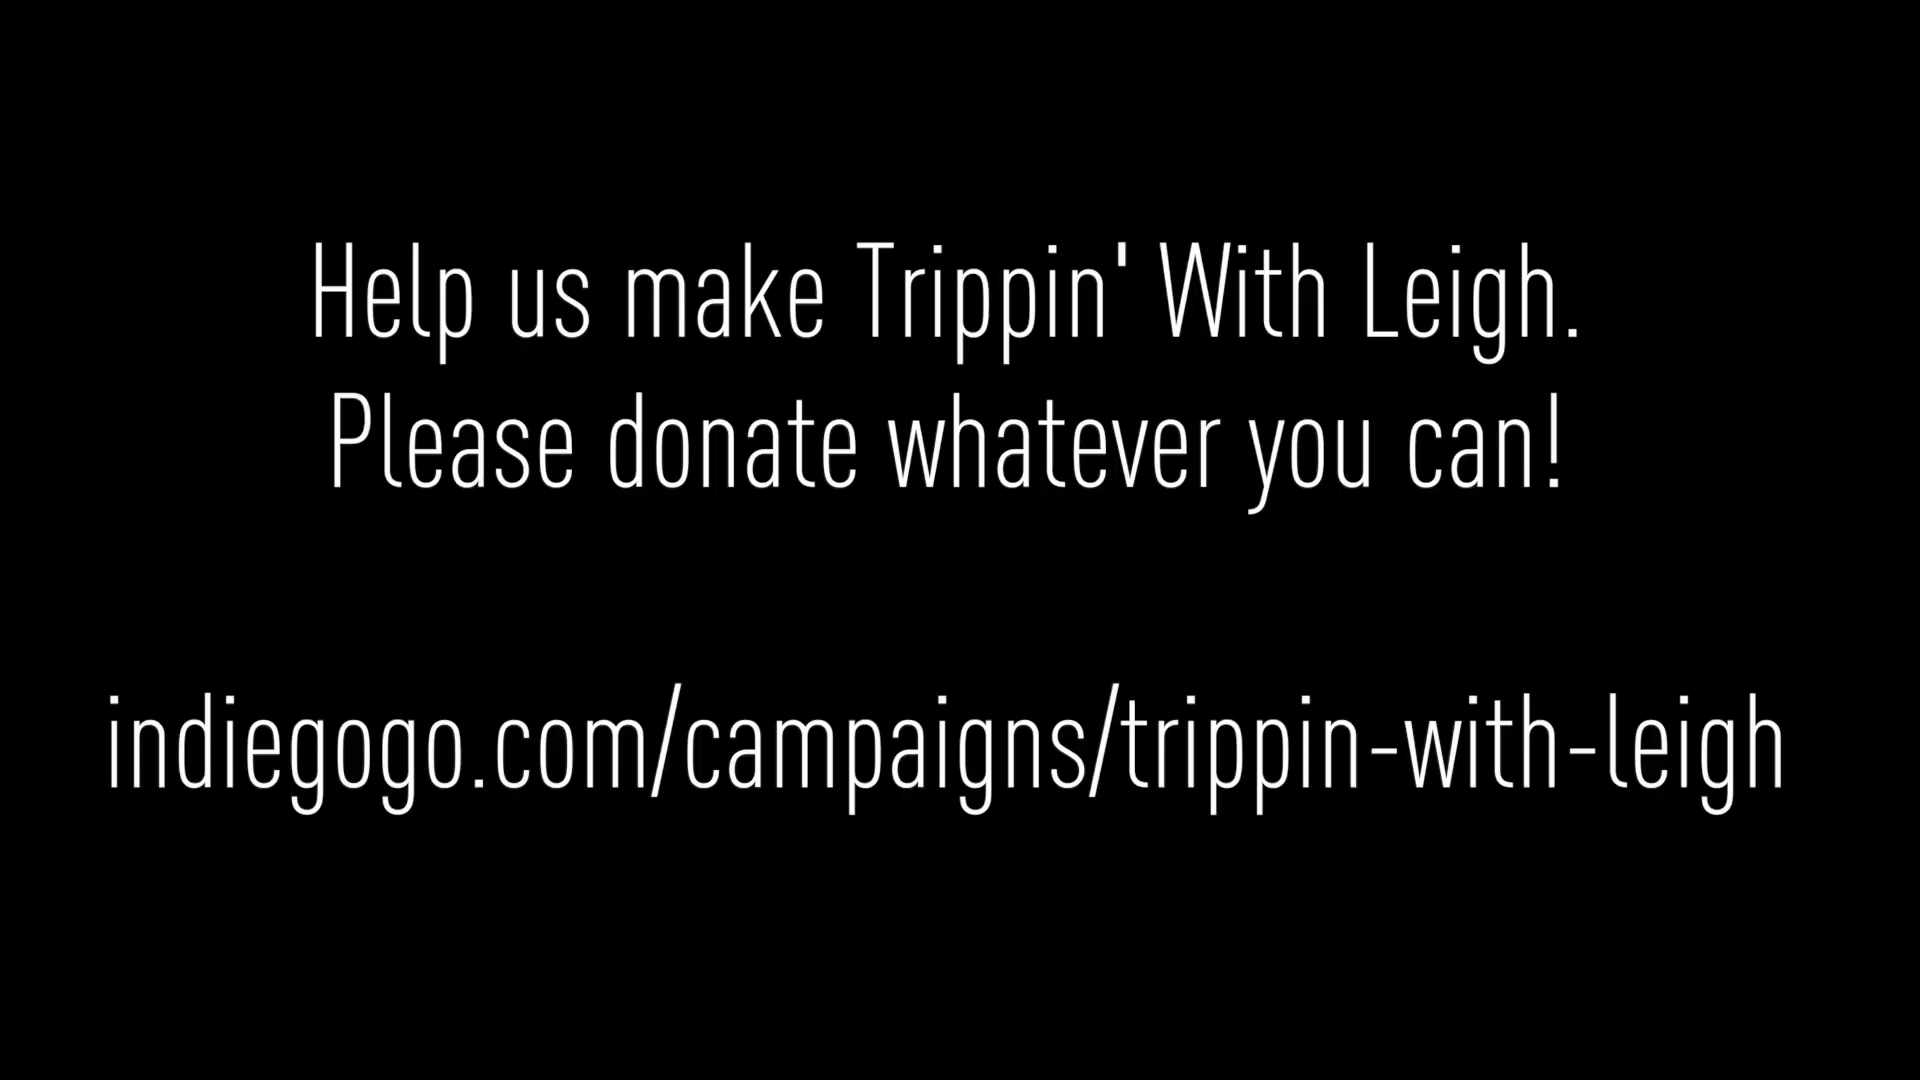 Help us make Trippin' With Leigh.
Please donate whatever you can!
indiegogo.com/campaigns/trippin-with-leigh